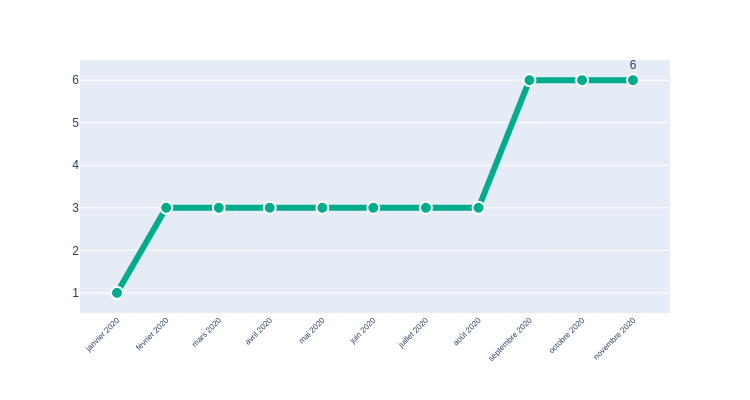 6
6
5
4
3
2
1
janvier 2020
février 2020
mars 2020
avril 2020
mai 2020
juin 2020
juillet 2020
août 2020
septembre 2020
octobre 2020
novembre 2020